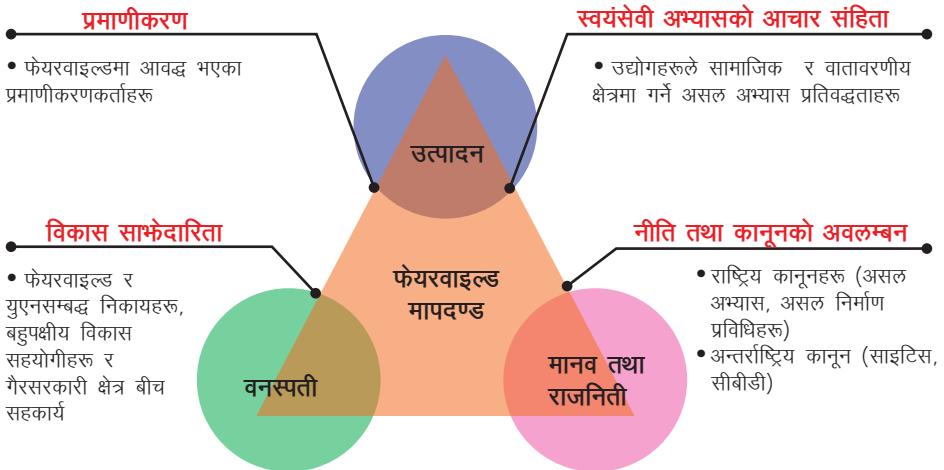 प्रमाणीकरण
• फेयरवाइल्डमा आवद्ध भएका
प्रमाणीकरणकर्ताहरू
स्वयंसेवी अभ्यासको आचार संहिता
• उद्योगहरूले सामाजिक र वातावरणीय
क्षेत्रमा गर्ने असल अभ्यास प्रतिवद्धताहरू
उत्पादन
विकास साझेदारिता
• फेयरवाइल्ड र
युएनसम्बद्ध निकायहरू,
बहुपक्षीय विकास
सहयोगीहरू र
गैरसरकारी क्षेत्र बीच
सहकार्य
फेयरवाइल्ड
मापदण्ड
नीति तथा कानूनको अवलम्बन
• राष्ट्रिय कानूनहरू (असल
अभ्यास, असल निर्माण
प्रविधिहरू)
• अन्तर्राष्ट्रिय कानून (साइटिस,
सीबीडी)
वनस्पती
मानव तथा
राजनिती